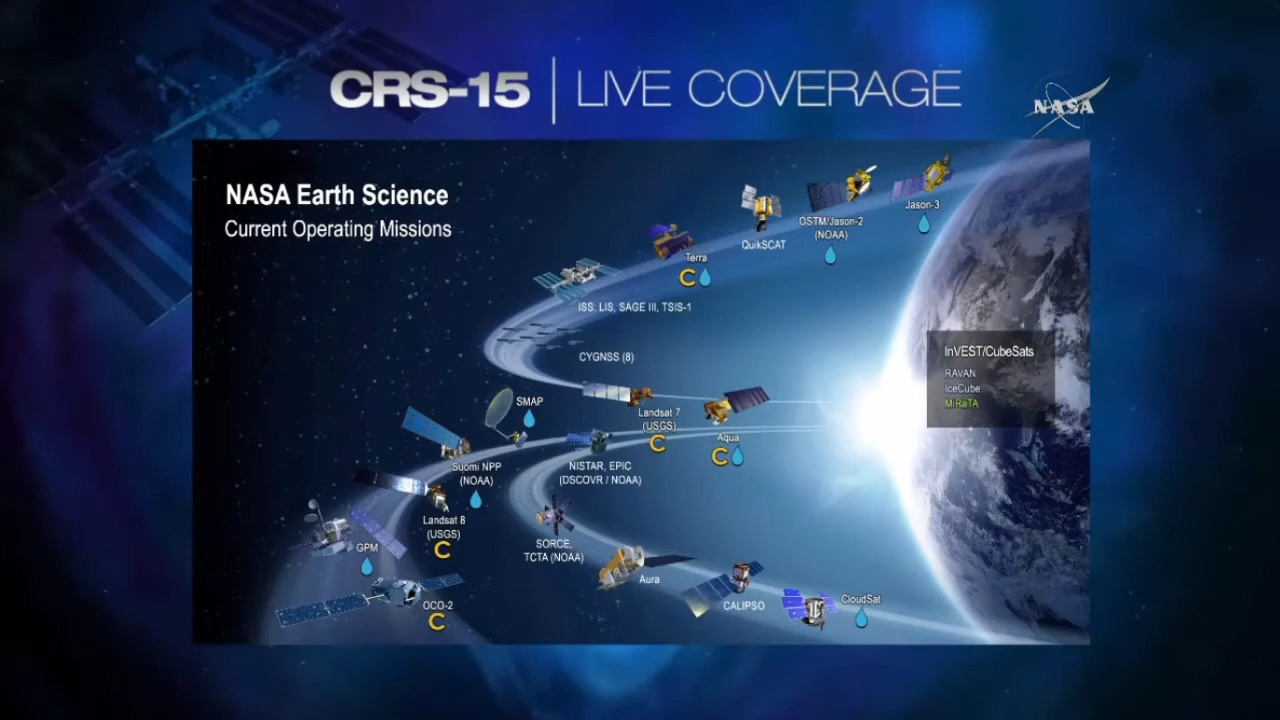 CRS-15 | LIVE COVERAGE
NASA
NASA Earth Science
Current Operating Missions
Jason-3
OSTM/Jason-2
(NOAA)
QuikSCAT
Terra
C
ISS: LIS, SAGE III, TSIS-1
CYGNSS (8)
InVEST/CubeSats
RAVAN
IceCube
MiRaTA
SMAP
Landsat 7
(USGS)
C
Aqua
C
Suomi NPP
(NOAA)
NISTAR, EPIC
(DSCOVR / NOAA)
Landsat 8
(USGS)
C
GPM
SORCE,
TCTA (NOAA)
Aura
CALIPSO
CloudSat
OCO-2
C